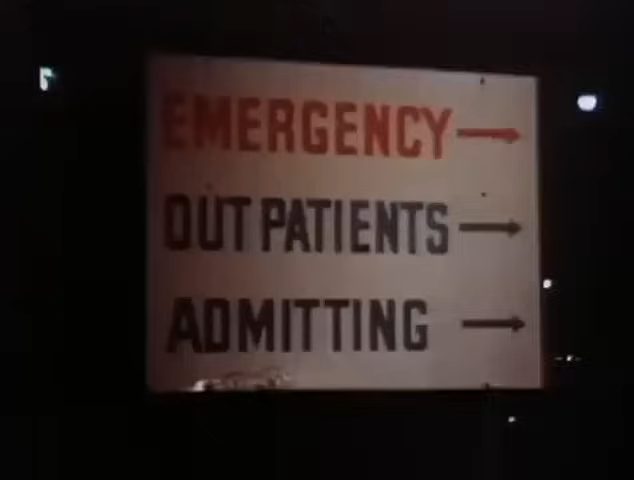 EMERGENCY →
OUT PATIENTS →
ADMITTING →